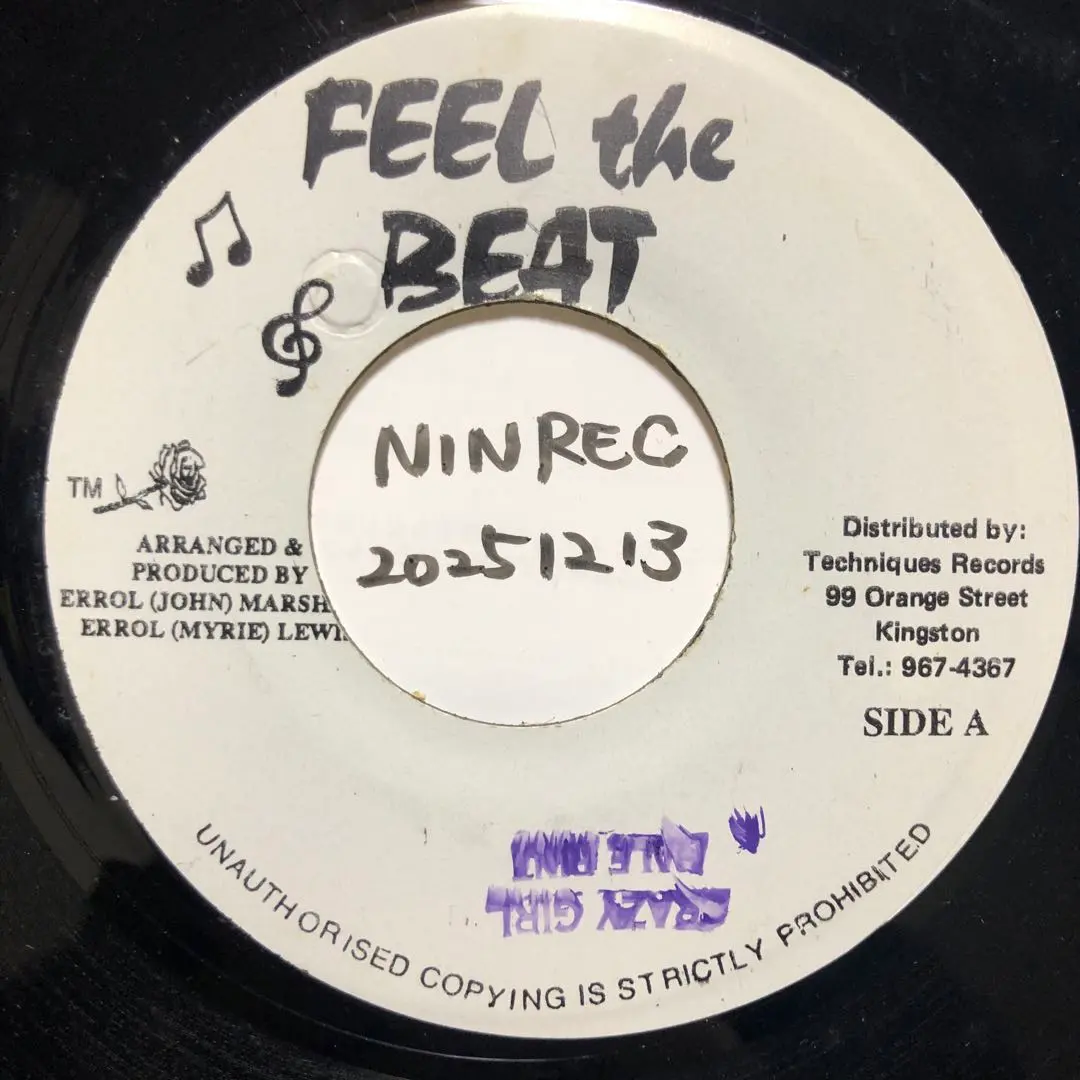 FEEL the
BEAT
NINREC
20251213
TM
ARRANGED &
PRODUCED BY
ERROL (JOHN) MARSH
ERROL (MYRIE) LEWI
Distributed by:
Techniques Records
99 Orange Street
Kingston
Tel.: 967-4367
SIDE A
CRAZY GIRL
UNAUTHORISED COPYING IS STRICTLY PROHIBITED